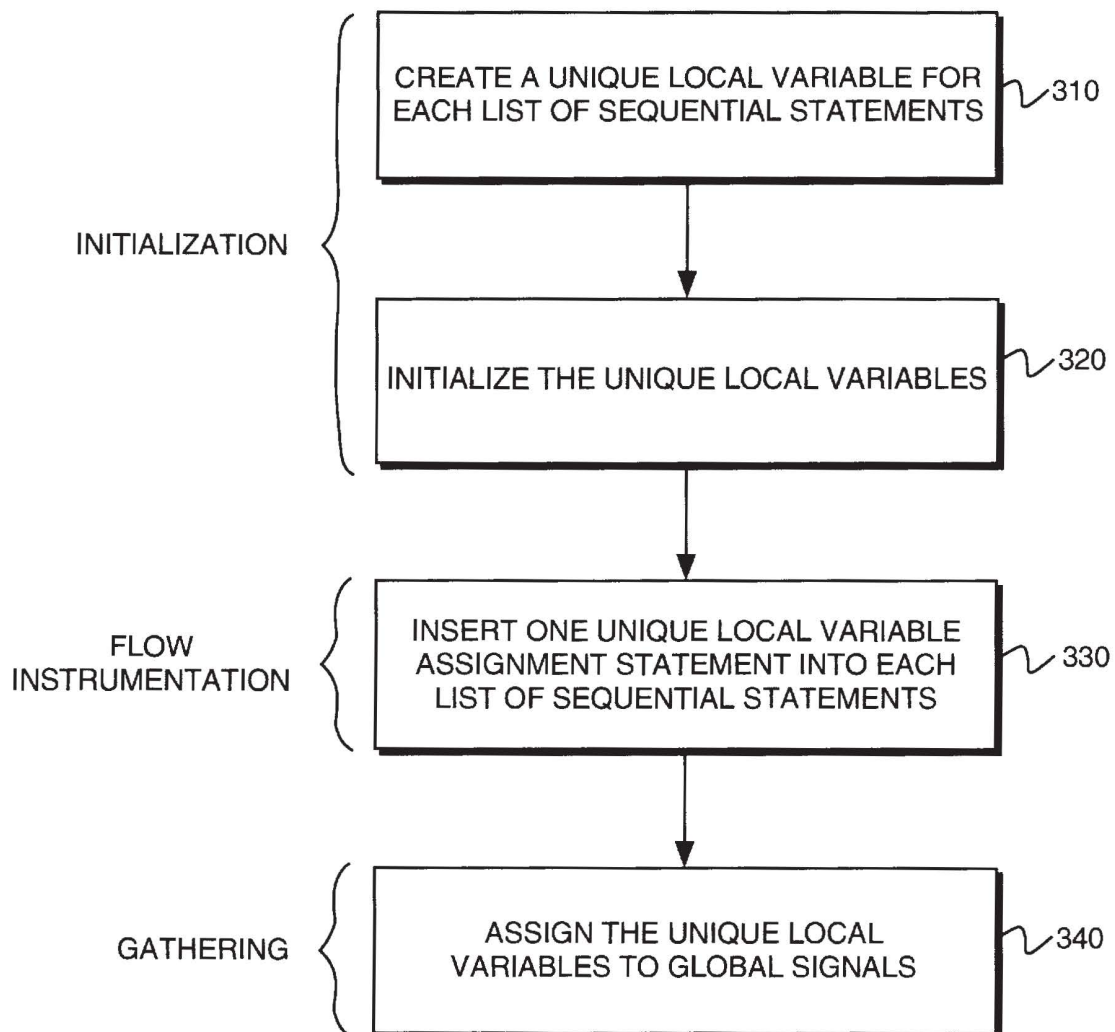 CREATE A UNIQUE LOCAL VARIABLE FOR
EACH LIST OF SEQUENTIAL STATEMENTS
310
INITIALIZATION
INITIALIZE THE UNIQUE LOCAL VARIABLES
320
FLOW
INSTRUMENTATION
INSERT ONE UNIQUE LOCAL VARIABLE
ASSIGNMENT STATEMENT INTO EACH
LIST OF SEQUENTIAL STATEMENTS
330
GATHERING
ASSIGN THE UNIQUE LOCAL
VARIABLES TO GLOBAL SIGNALS
340